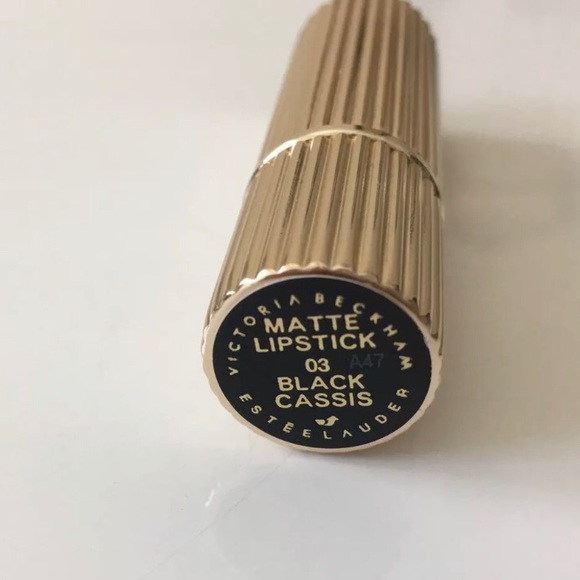 VICTORIA BECKHAM
MATTE
LIPSTICK
03 A47
BLACK
CASSIS
ESTĒE LAUDER